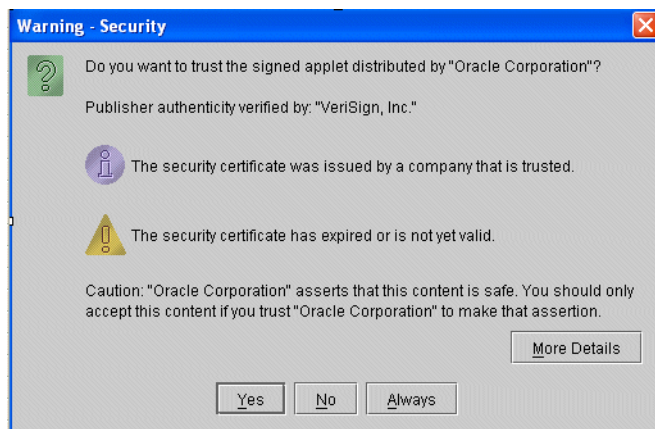 Warning - Security
Do you want to trust the signed applet distributed by "Oracle Corporation"?
Publisher authenticity verified by: "VeriSign, Inc."
The security certificate was issued by a company that is trusted.
The security certificate has expired or is not yet valid.
Caution: "Oracle Corporation" asserts that this content is safe. You should only
accept this content if you trust "Oracle Corporation" to make that assertion.
More Details
Yes No Always